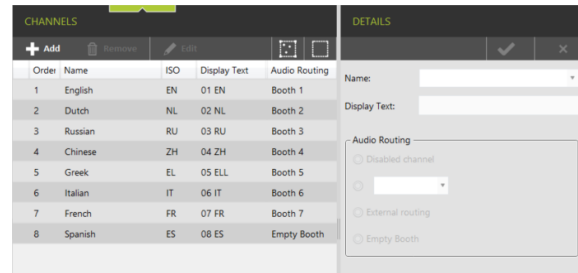 CHANNELS
Add Remove Edit
Order Name ISO Display Text Audio Routing
1 English EN 01 EN Booth 1
2 Dutch NL 02 NL Booth 2
3 Russian RU 03 RU Booth 3
4 Chinese ZH 04 ZH Booth 4
5 Greek EL 05 ELL Booth 5
6 Italian IT 06 IT Booth 6
7 French FR 07 FR Booth 7
8 Spanish ES 08 ES Empty Booth
DETAILS
Name:
Display Text:
Audio Routing
Disabled channel
External routing
Empty Booth